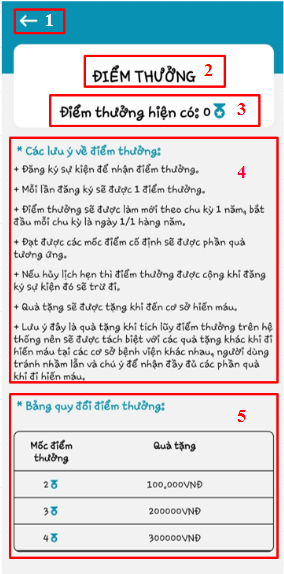 1
ĐIỂM THƯỞNG 2
Điểm thưởng hiện có: 0 3
* Các lưu ý về điểm thưởng: 4
+ Đăng ký sự kiện để nhận điểm thưởng.
+ Mỗi lần đăng ký sẽ được 1 điểm thưởng.
+ Điểm thưởng sẽ được làm mới theo chu kỳ 1 năm, bắt
đầu mỗi chu kỳ là ngày 1/1 hàng năm.
+ Đạt được các mốc điểm cố định sẽ được phần quà
tương ứng.
+ Nếu hủy lịch hẹn thì điểm thưởng được cộng khi đăng
ký sự kiện đó sẽ trừ đi.
+ Quà tặng sẽ được tặng khi đến cơ sở hiến máu.
+ Lưu ý đây là quà tặng khi tích lũy điểm thưởng trên hệ
thống nên sẽ được tách biệt với các quà tặng khác khi đi
hiến máu tại các cơ sở bệnh viện khác nhau, người dùng
tránh nhầm lẫn và chú ý để nhận đầy đủ các phần quà
khi đi hiến máu.
* Bảng quy đổi điểm thưởng: 5
Mốc điểm Quà tặng
thưởng
2 100,000VNĐ
3 200000VNĐ
4 300000VNĐ